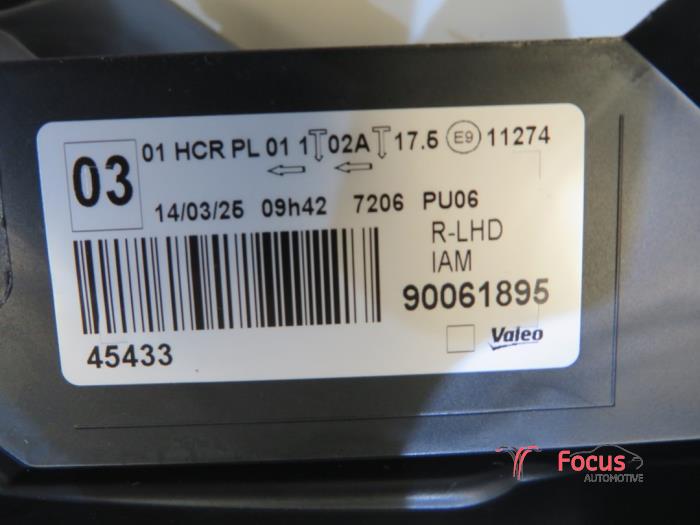 03
01 HCR PL 01 1 02A 17.5 E9 11274
14/03/25 09h42 7206 PU06
R-LHD
IAM
90061895
45433
Valeo
Focus
AUTOMOTIVE